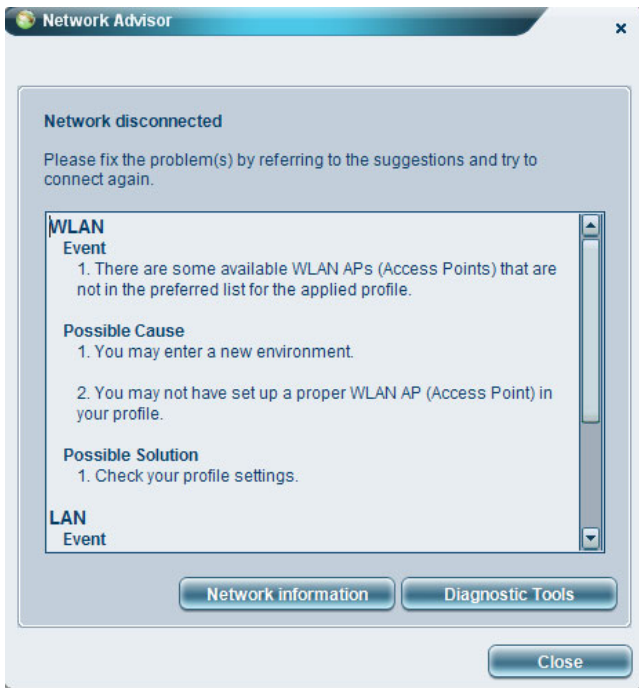 Network Advisor
Network disconnected
Please fix the problem(s) by referring to the suggestions and try to
connect again.
WLAN
Event
1. There are some available WLAN APs (Access Points) that are
not in the preferred list for the applied profile.
Possible Cause
1. You may enter a new environment.
2. You may not have set up a proper WLAN AP (Access Point) in
your profile.
Possible Solution
1. Check your profile settings.
LAN
Event
Network information
Diagnostic Tools
Close